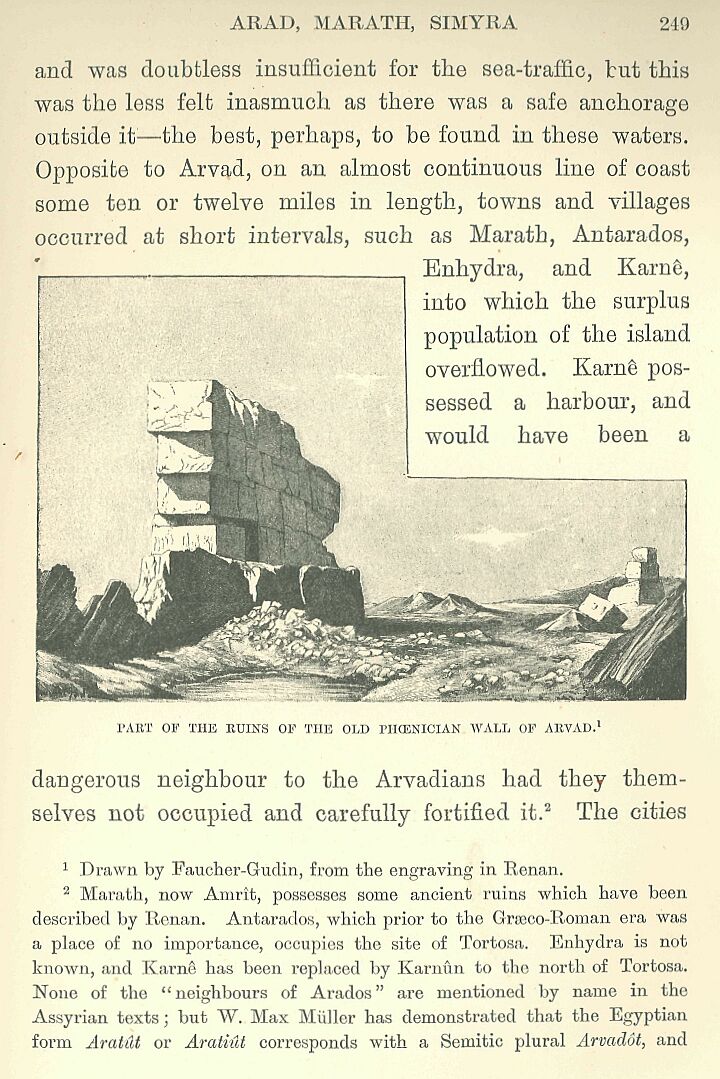 ARAD, MARATH, SIMYRA 249
and was doubtless insufficient for the sea-traffic, but this
was the less felt inasmuch as there was a safe anchorage
outside it—the best, perhaps, to be found in these waters.
Opposite to Arvad, on an almost continuous line of coast
some ten or twelve miles in length, towns and villages
occurred at short intervals, such as Marath, Antarados,
Enhydra, and Karnê,
into which the surplus
population of the island
overflowed. Karnê pos-
sessed a harbour, and
would have been a
PART OF THE RUINS OF THE OLD PHŒNICIAN WALL OF ARVAD.¹
dangerous neighbour to the Arvadians had they them-
selves not occupied and carefully fortified it.² The cities
¹ Drawn by Faucher-Gudin, from the engraving in Renan.
² Marath, now Amrît, possesses some ancient ruins which have been
described by Renan. Antarados, which prior to the Græco-Roman era was
a place of no importance, occupies the site of Tortosa. Enhydra is not
known, and Karnê has been replaced by Karnûn to the north of Tortosa.
None of the "neighbours of Arados" are mentioned by name in the
Assyrian texts; but W. Max Müller has demonstrated that the Egyptian
form Aratût or Aratiût corresponds with a Semitic plural Arvadôt, and